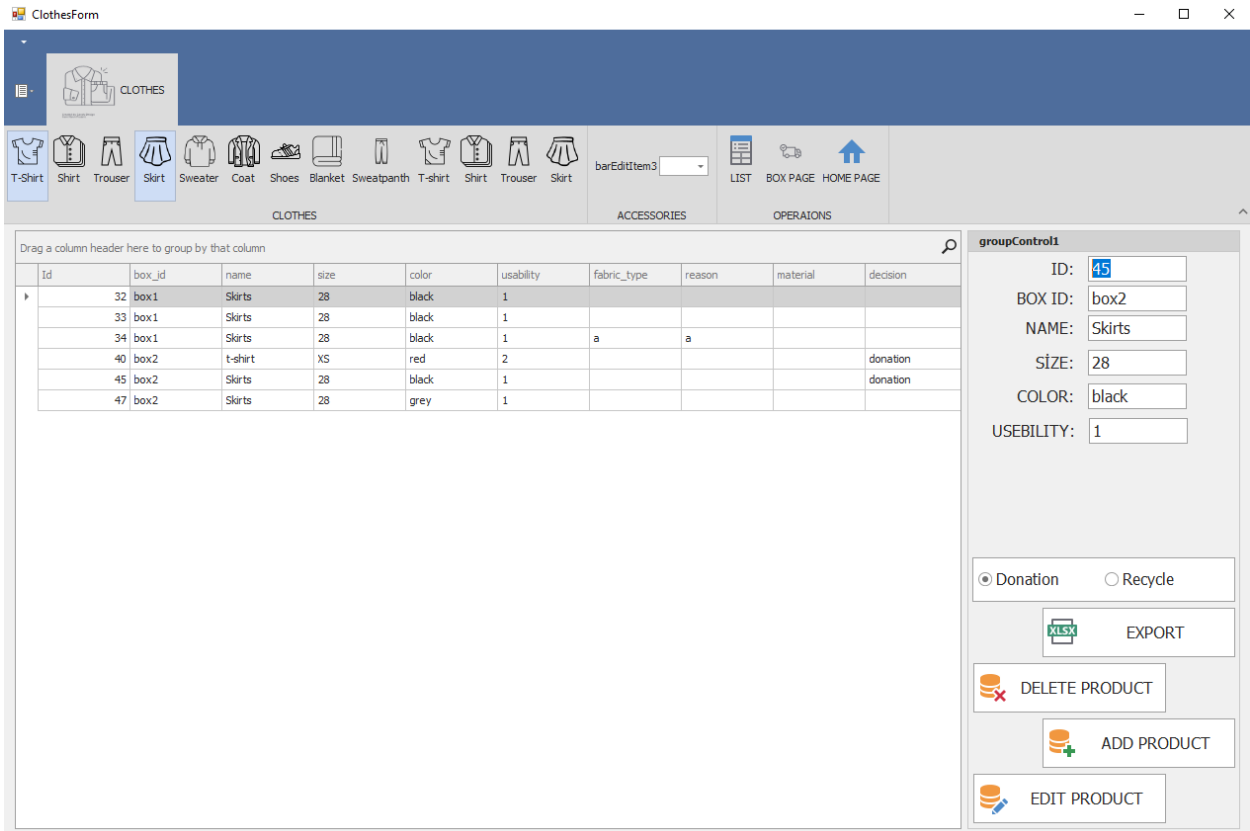 ClothesForm
CLOTHES
T-Shirt Shirt Trouser Skirt Sweater Coat Shoes Blanket Sweatpanth T-shirt Shirt Trouser Skirt barEditItem3 LIST BOX PAGE HOME PAGE
CLOTHES ACCESSORIES OPERAIONS
Drag a column header here to group by that column
Id box_id name size color usability fabric_type reason material decision
32 box1 Skirts 28 black 1
33 box1 Skirts 28 black 1
34 box1 Skirts 28 black 1 a a
40 box2 t-shirt XS red 2 donation
45 box2 Skirts 28 black 1 donation
47 box2 Skirts 28 grey 1
groupControl1
ID: 45
BOX ID: box2
NAME: Skirts
SİZE: 28
COLOR: black
USEBILITY: 1
Donation Recycle
XLSX EXPORT
DELETE PRODUCT
ADD PRODUCT
EDIT PRODUCT